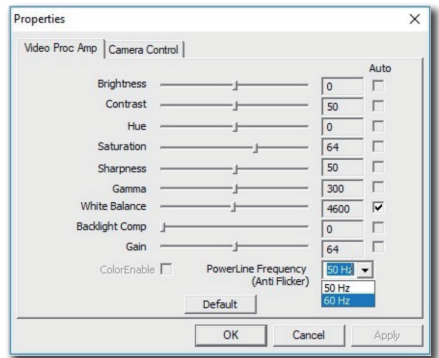 Properties
Video Proc Amp Camera Control
Auto
Brightness 0
Contrast 50
Hue 0
Saturation 64
Sharpness 50
Gamma 300
White Balance 4600
Backlight Comp 0
Gain 64
ColorEnable PowerLine Frequency 50 Hz
(Anti Flicker)
50 Hz
60 Hz
Default
OK Cancel Apply